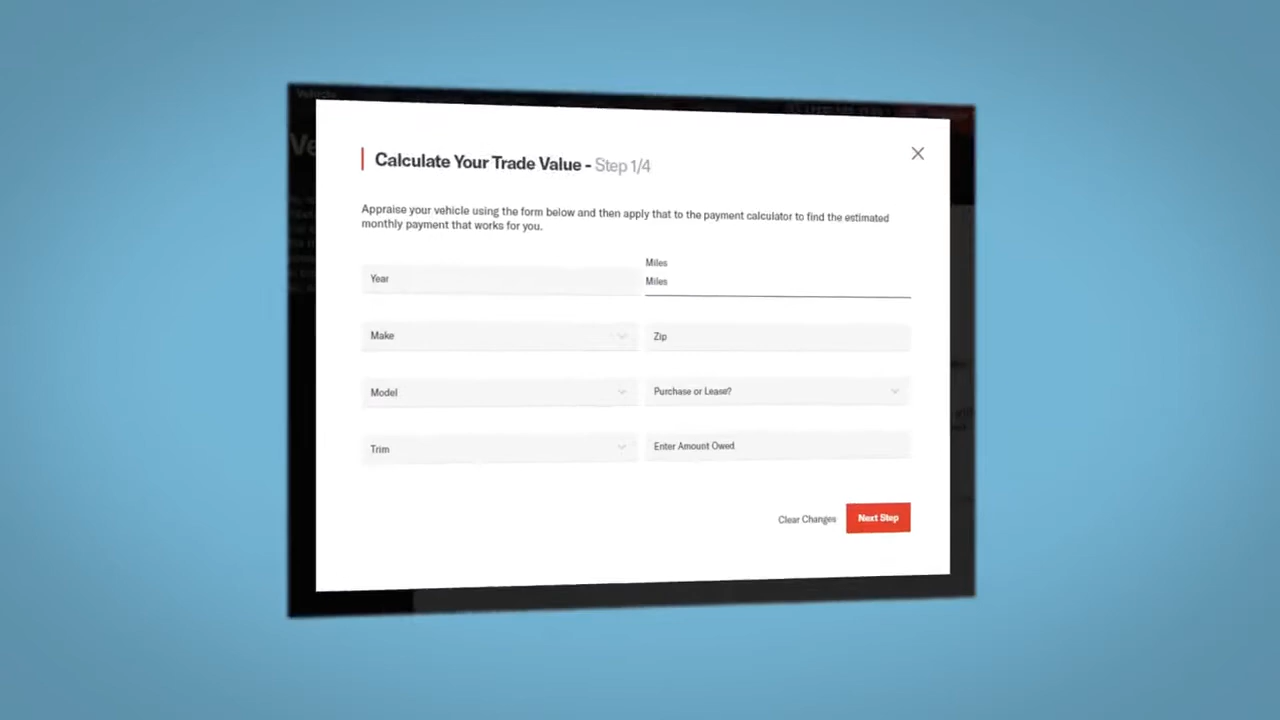 Vehicle
Ve
Calculate Your Trade Value - Step 1/4
Appraise your vehicle using the form below and then apply that to the payment calculator to find the estimated
monthly payment that works for you.
Miles
Year
Miles
Make
Zip
Model
Purchase or Lease?
Trim
Enter Amount Owed
Clear Changes
Next Step